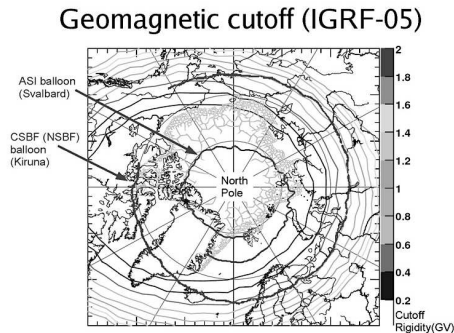 Geomagnetic cutoff (IGRF-05)
ASI balloon
(Svalbard)
CSBF (NSBF)
balloon
(Kiruna)
North
Pole
2
1.8
1.6
1.4
1.2
1
0.8
0.6
0.4
0.2
Cutoff
Rigidity(GV)